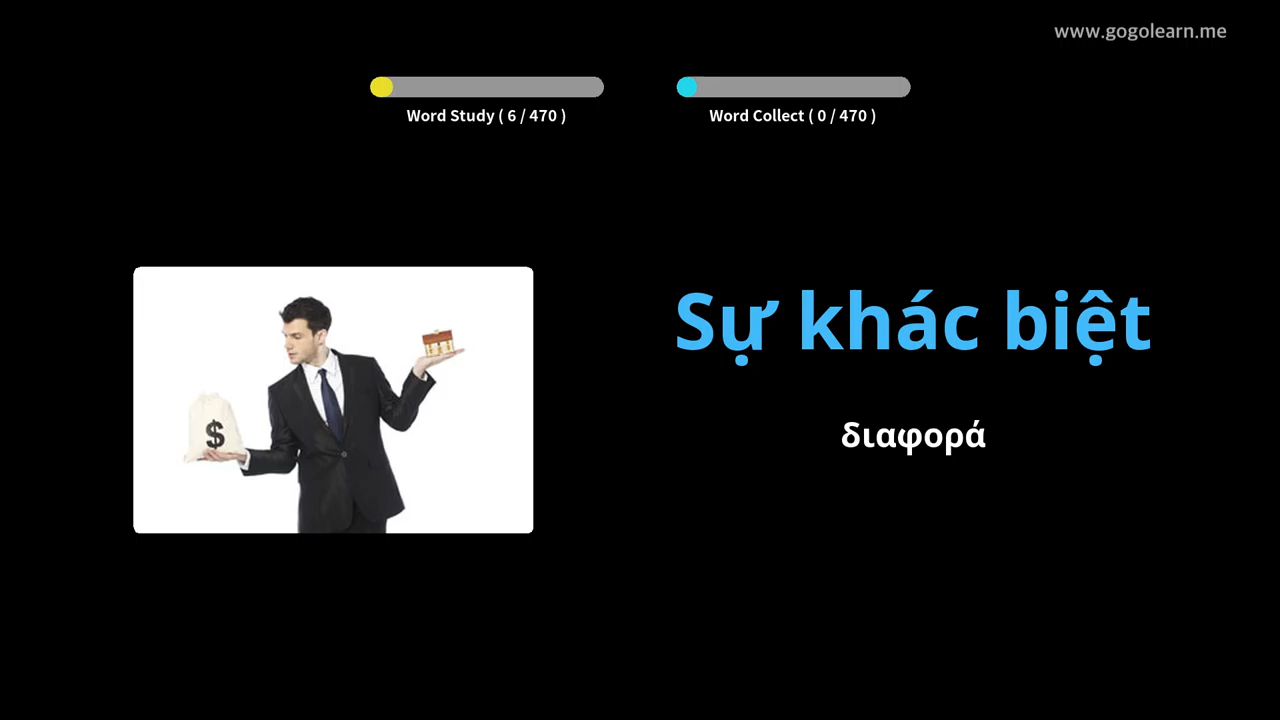 www.gogolearn.me
Word Study ( 6 / 470 )
Word Collect ( 0 / 470 )
Sự khác biệt
διαφορά
$